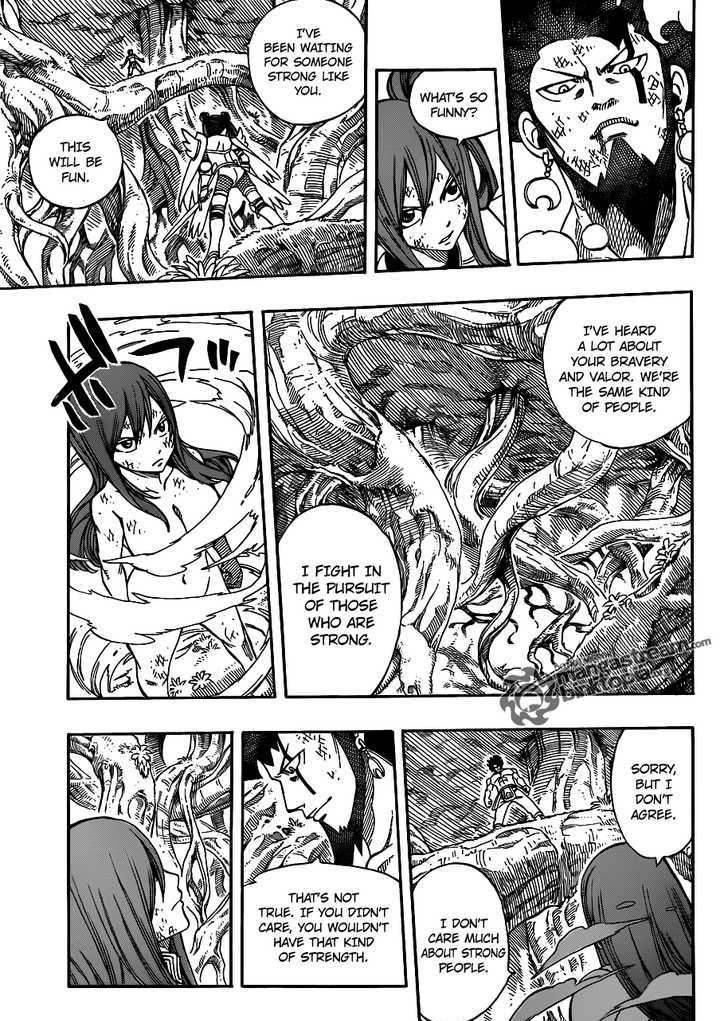 WHAT'S SO
FUNNY?
I'VE
BEEN WAITING
FOR SOMEONE
STRONG LIKE
YOU.
THIS
WILL BE
FUN.
I'VE HEARD
A LOT ABOUT
YOUR BRAVERY
AND VALOR. WE'RE
THE SAME KIND
OF PEOPLE.
I FIGHT IN
THE PURSUIT
OF THOSE
WHO ARE
STRONG.
mangastream.com
SORRY,
BUT I
DON'T
AGREE.
I DON'T
CARE MUCH
ABOUT STRONG
PEOPLE.
THAT'S NOT
TRUE. IF YOU DIDN'T
CARE, YOU WOULDN'T
HAVE THAT KIND
OF STRENGTH.